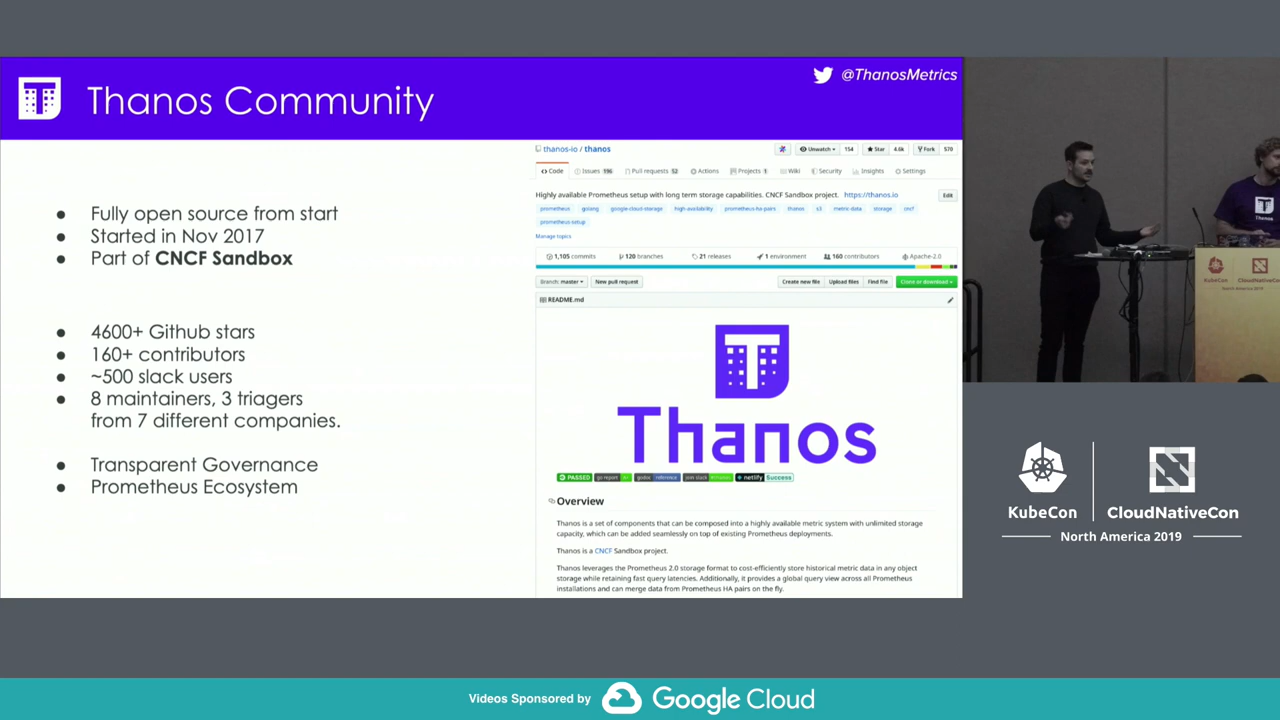 Thanos Community
@ThanosMetrics
● Fully open source from start
● Started in Nov 2017
● Part of CNCF Sandbox
● 4600+ Github stars
● 160+ contributors
● ~500 slack users
● 8 maintainers, 3 triagers
from 7 different companies.
● Transparent Governance
● Prometheus Ecosystem
thanos-io / thanos
Unwatch 154 Star 4.6k Fork 570
Code Issues 196 Pull requests 52 Actions Projects 1 Wiki Security Insights Settings
Highly available Prometheus setup with long term storage capabilities. CNCF Sandbox project. https://thanos.io Edit
prometheus golang google-cloud-storage high-availability prometheus-ha-pairs thanos s3 metric-data storage cncf
prometheus-setup
Manage topics
1,105 commits 120 branches 21 releases 1 environment 160 contributors Apache-2.0
Branch: master New pull request Create new file Upload files Find file Clone or download
README.md
Thanos
PASSED go report A+ godoc reference join slack netlify Success
Overview
Thanos is a set of components that can be composed into a highly available metric system with unlimited storage
capacity, which can be added seamlessly on top of existing Prometheus deployments.
Thanos is a CNCF Sandbox project.
Thanos leverages the Prometheus 2.0 storage format to cost-efficiently store historical metric data in any object
storage while retaining fast query latencies. Additionally, it provides a global query view across all Prometheus
installations and can merge data from Prometheus HA pairs on the fly.
Thanos
KubeCon CloudNativeCon
North America 2019
KubeCon CloudNativeCon
North America 2019
Videos Sponsored by Google Cloud